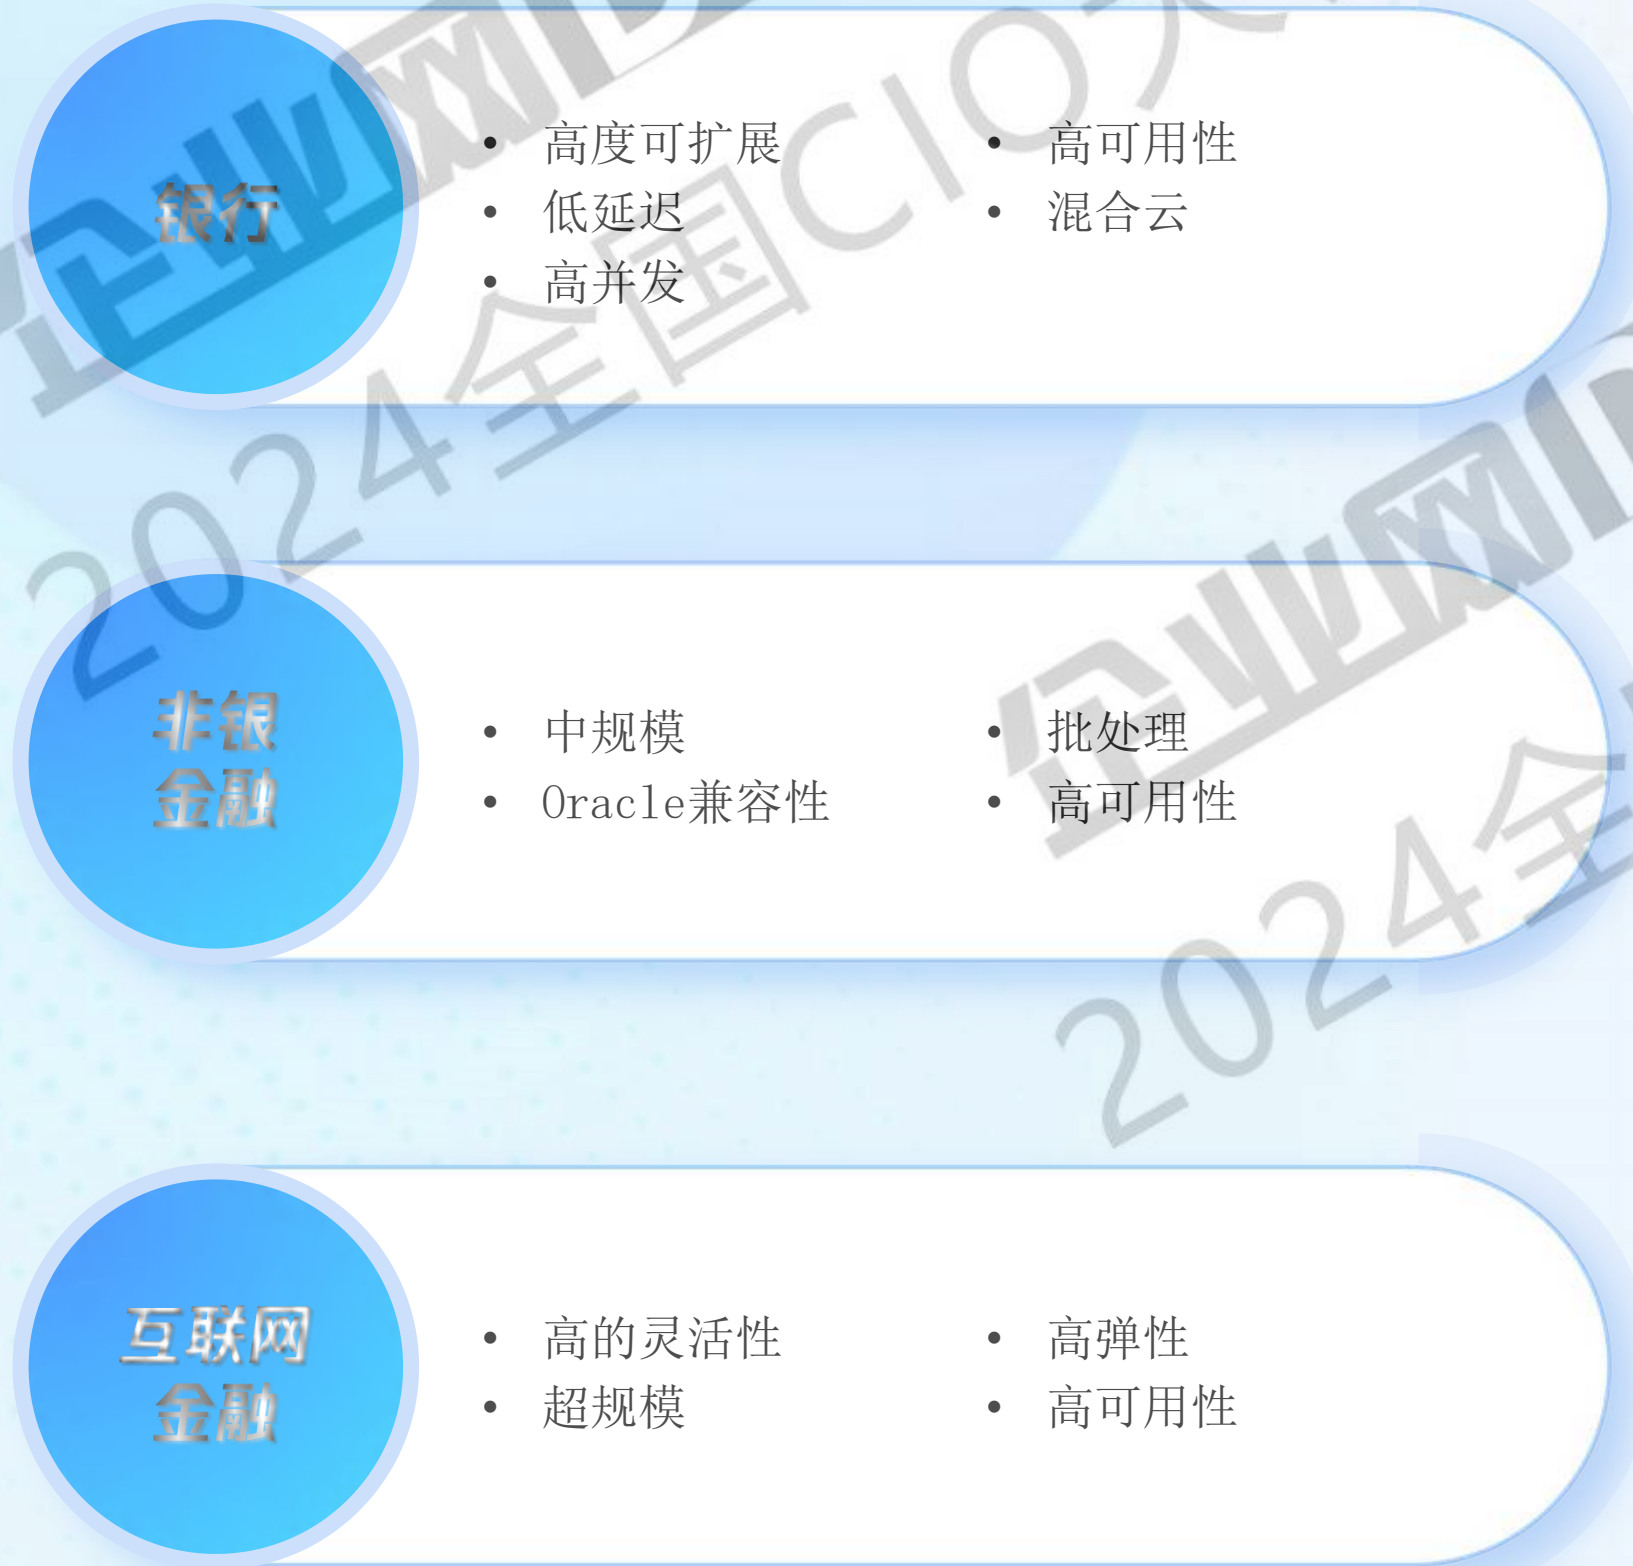 银行
• 高度可扩展
• 低延迟
• 高并发
• 高可用性
• 混合云
非银
金融
• 中规模
• Oracle兼容性
• 批处理
• 高可用性
互联网
金融
• 高的灵活性
• 超规模
• 高弹性
• 高可用性
企业网
2024全国CIO大
企业网
2024全